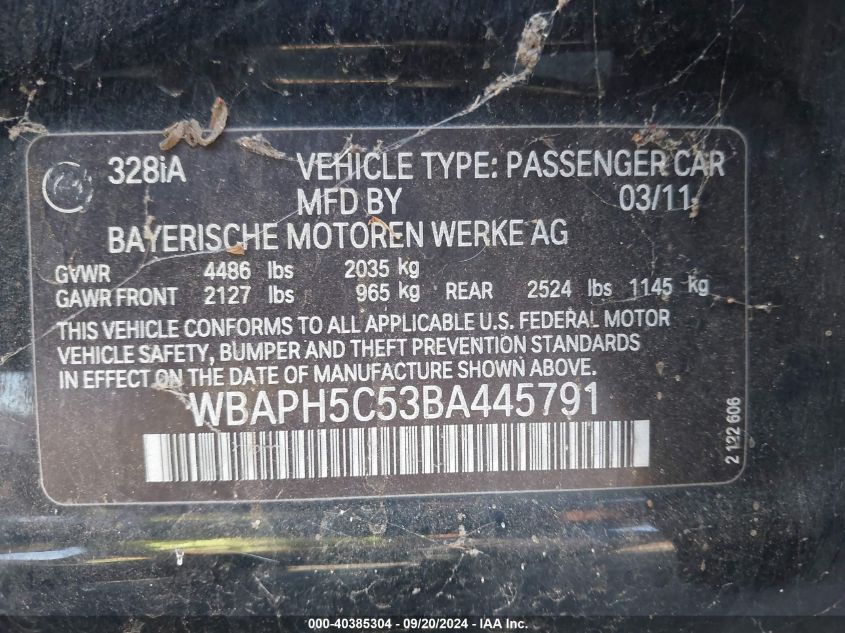 328iA VEHICLE TYPE: PASSENGER CAR
MFD BY 03/11
BAYERISCHE MOTOREN WERKE AG
GVWR 4486 lbs 2035 kg
GAWR FRONT 2127 lbs 965 kg REAR 2524 lbs 1145 kg
THIS VEHICLE CONFORMS TO ALL APPLICABLE U.S. FEDERAL MOTOR
VEHICLE SAFETY, BUMPER AND THEFT PREVENTION STANDARDS
IN EFFECT ON THE DATE OF MANUFACTURE SHOWN ABOVE.
WBAPH5C53BA445791
2 122 606
000-40385304 - 09/20/2024 - IAA Inc.